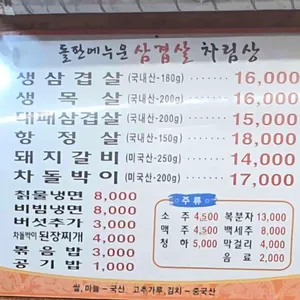 돌판에누운 삼겹살 차림상
생삼겹살 (국내산-180g) ······ 16,000
생목살 (국내산-200g) ······ 16,000
대패삼겹살 (국내산-200g) ······ 15,000
항정살 (국내산-150g) ······ 18,000
돼지갈비 (미국산-250g) ······ 14,000
차돌박이 (미국산-200g) ······ 17,000
칡물냉면 8,000
비빔냉면 8,000
버섯추가 3,000
차돌박이 된장찌개 4,000
볶음밥 3,000
공기밥 1,000
주류
소주 4,500 복분자 13,000
맥주 4,500 백세주 8,000
청하 5,000 막걸리 4,000
음료 2,000
쌀,마늘-국산 고추가루,김치-중국산